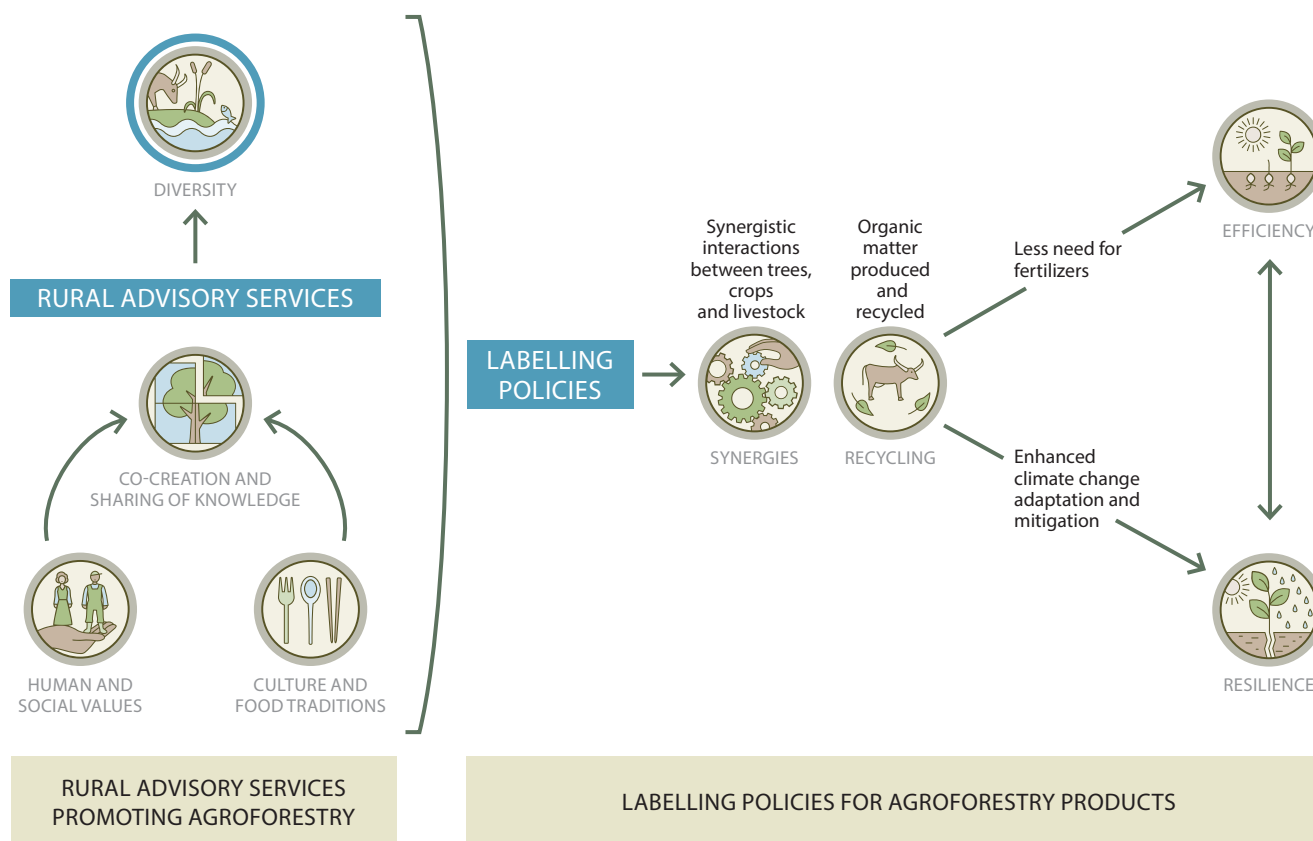 DIVERSITY
RURAL ADVISORY SERVICES
CO-CREATION AND
SHARING OF KNOWLEDGE
HUMAN AND
SOCIAL VALUES
CULTURE AND
FOOD TRADITIONS
RURAL ADVISORY SERVICES
PROMOTING AGROFORESTRY
LABELLING
POLICIES
Synergistic
interactions
between trees,
crops
and livestock
SYNERGIES
Organic
matter
produced
and
recycled
RECYCLING
Less need for
fertilizers
EFFICIENCY
Enhanced
climate change
adaptation and
mitigation
RESILIENCE
LABELLING POLICIES FOR AGROFORESTRY PRODUCTS